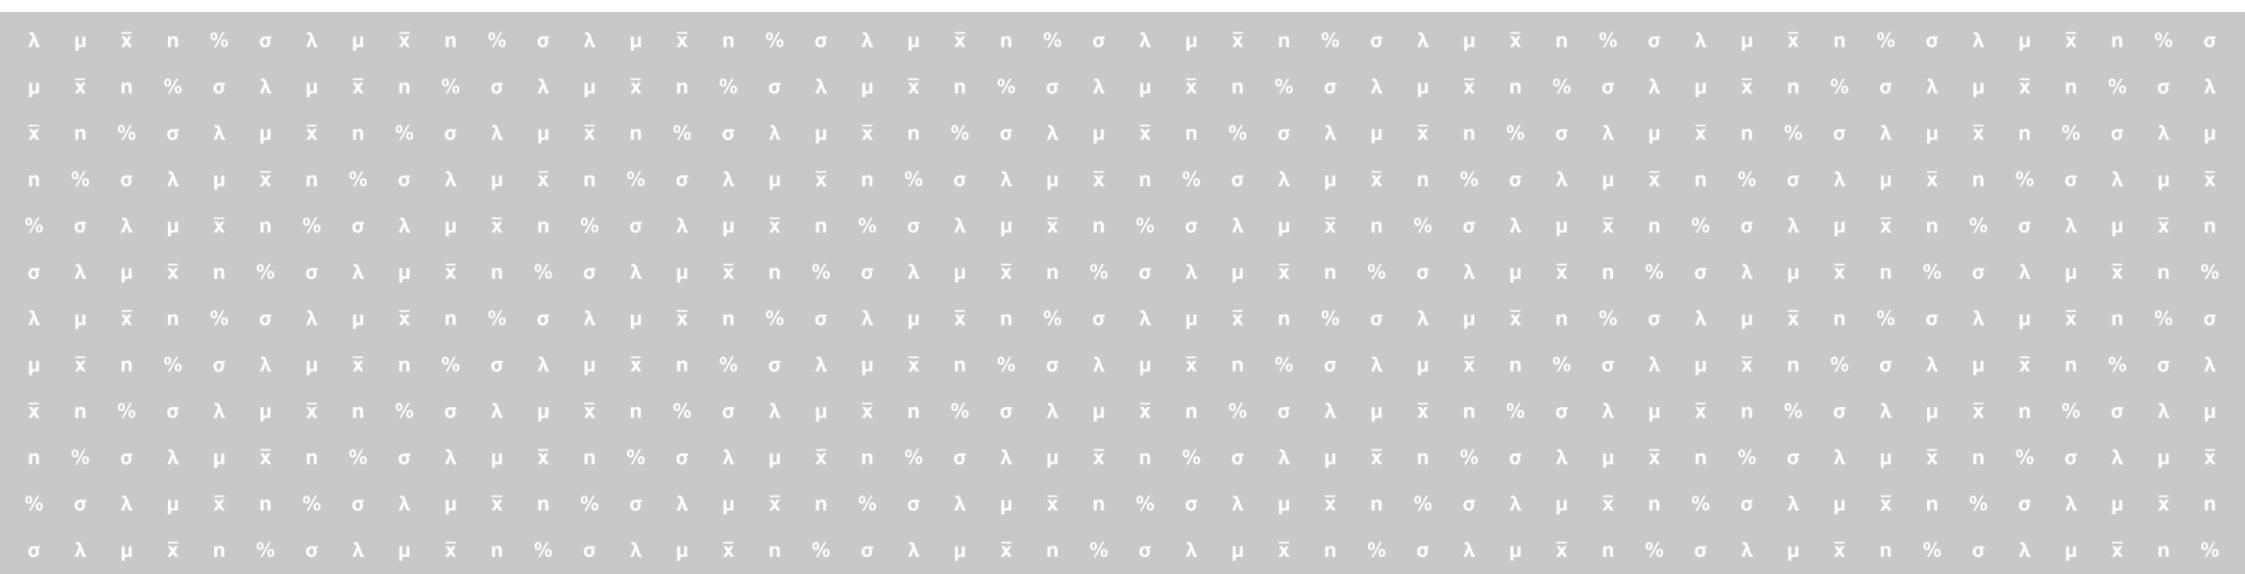 λ μ x̄ n % σ λ μ x̄ n % σ λ μ x̄ n % σ λ μ x̄ n % σ λ μ x̄ n % σ λ μ x̄ n % σ λ μ x̄ n % σ λ μ x̄ n % σ
μ x̄ n % σ λ μ x̄ n % σ λ μ x̄ n % σ λ μ x̄ n % σ λ μ x̄ n % σ λ μ x̄ n % σ λ μ x̄ n % σ λ μ x̄ n % σ λ
x̄ n % σ λ μ x̄ n % σ λ μ x̄ n % σ λ μ x̄ n % σ λ μ x̄ n % σ λ μ x̄ n % σ λ μ x̄ n % σ λ μ x̄ n % σ λ μ
n % σ λ μ x̄ n % σ λ μ x̄ n % σ λ μ x̄ n % σ λ μ x̄ n % σ λ μ x̄ n % σ λ μ x̄ n % σ λ μ x̄ n % σ λ μ x̄
% σ λ μ x̄ n % σ λ μ x̄ n % σ λ μ x̄ n % σ λ μ x̄ n % σ λ μ x̄ n % σ λ μ x̄ n % σ λ μ x̄ n % σ λ μ x̄ n
σ λ μ x̄ n % σ λ μ x̄ n % σ λ μ x̄ n % σ λ μ x̄ n % σ λ μ x̄ n % σ λ μ x̄ n % σ λ μ x̄ n % σ λ μ x̄ n %
λ μ x̄ n % σ λ μ x̄ n % σ λ μ x̄ n % σ λ μ x̄ n % σ λ μ x̄ n % σ λ μ x̄ n % σ λ μ x̄ n % σ λ μ x̄ n % σ
μ x̄ n % σ λ μ x̄ n % σ λ μ x̄ n % σ λ μ x̄ n % σ λ μ x̄ n % σ λ μ x̄ n % σ λ μ x̄ n % σ λ μ x̄ n % σ λ
x̄ n % σ λ μ x̄ n % σ λ μ x̄ n % σ λ μ x̄ n % σ λ μ x̄ n % σ λ μ x̄ n % σ λ μ x̄ n % σ λ μ x̄ n % σ λ μ
n % σ λ μ x̄ n % σ λ μ x̄ n % σ λ μ x̄ n % σ λ μ x̄ n % σ λ μ x̄ n % σ λ μ x̄ n % σ λ μ x̄ n % σ λ μ x̄
% σ λ μ x̄ n % σ λ μ x̄ n % σ λ μ x̄ n % σ λ μ x̄ n % σ λ μ x̄ n % σ λ μ x̄ n % σ λ μ x̄ n % σ λ μ x̄ n
σ λ μ x̄ n % σ λ μ x̄ n % σ λ μ x̄ n % σ λ μ x̄ n % σ λ μ x̄ n % σ λ μ x̄ n % σ λ μ x̄ n % σ λ μ x̄ n %